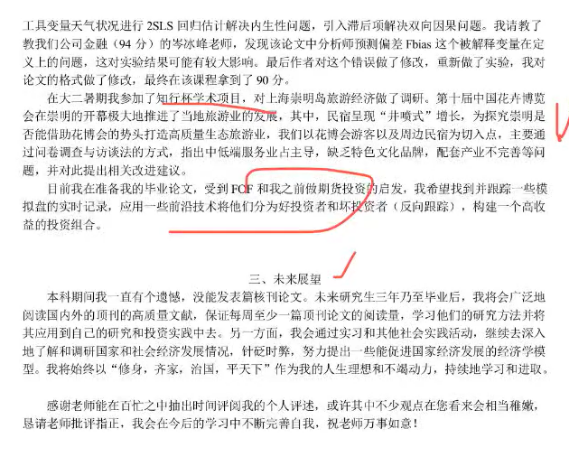 工具变量天气状况进行 2SLS 回归估计解决内生性问题，引入滞后项解决双向因果问题。我请教了
教我们公司金融（94 分）的岑冰峰老师，发现该论文中分析师预测偏差 Fbias 这个被解释变量在定
义上的问题，这对实验结果可能有较大影响。最后作者对这个错误做了修改，重新做了实验，我对
论文的格式做了修改，最终在该课程拿到了 90 分。
在大二暑期我参加了知行杯学术项目，对上海崇明岛旅游经济做了调研。第十届中国花卉博览
会在崇明的开幕极大地推进了当地旅游业的发展，其中，民宿呈现“井喷式”增长，为探究崇明是
否能借助花博会的势头打造高质量生态旅游业，我们以花博会游客以及周边民宿为切入点，主要通
过问卷调查与访谈法的方式，指出中低端服务业占主导，缺乏特色文化品牌，配套产业不完善等问
题，并对此提出相关改进建议。
目前我在准备我的毕业论文，受到 FOF 和我之前做期货投资的启发，我希望找到并跟踪一些模
拟盘的实时记录，应用一些前沿技术将他们分为好投资者和坏投资者（反向跟踪），构建一个高收
益的投资组合。
三、未来展望
本科期间我一直有个遗憾，没能发表篇核刊论文。未来研究生三年乃至毕业后，我将会广泛地
阅读国内外的顶刊的高质量文献，保证每周至少一篇顶刊论文的阅读量，学习他们的研究方法并将
其应用到自己的研究和投资实践中去。另一方面，我会通过实习和其他社会实践活动，继续去深入
地了解和调研国家和社会经济发展情况，针砭时弊，努力提出一些能促进国家经济发展的经济学模
型。我将始终以“修身，齐家，治国，平天下”作为我的人生理想和不竭动力，持续地学习和进取。
感谢老师能在百忙之中抽出时间评阅我的个人评述，或许其中不少观点在您看来会相当稚嫩，
恳请老师批评指正，我会在今后的学习中不断完善自我，祝老师万事如意！